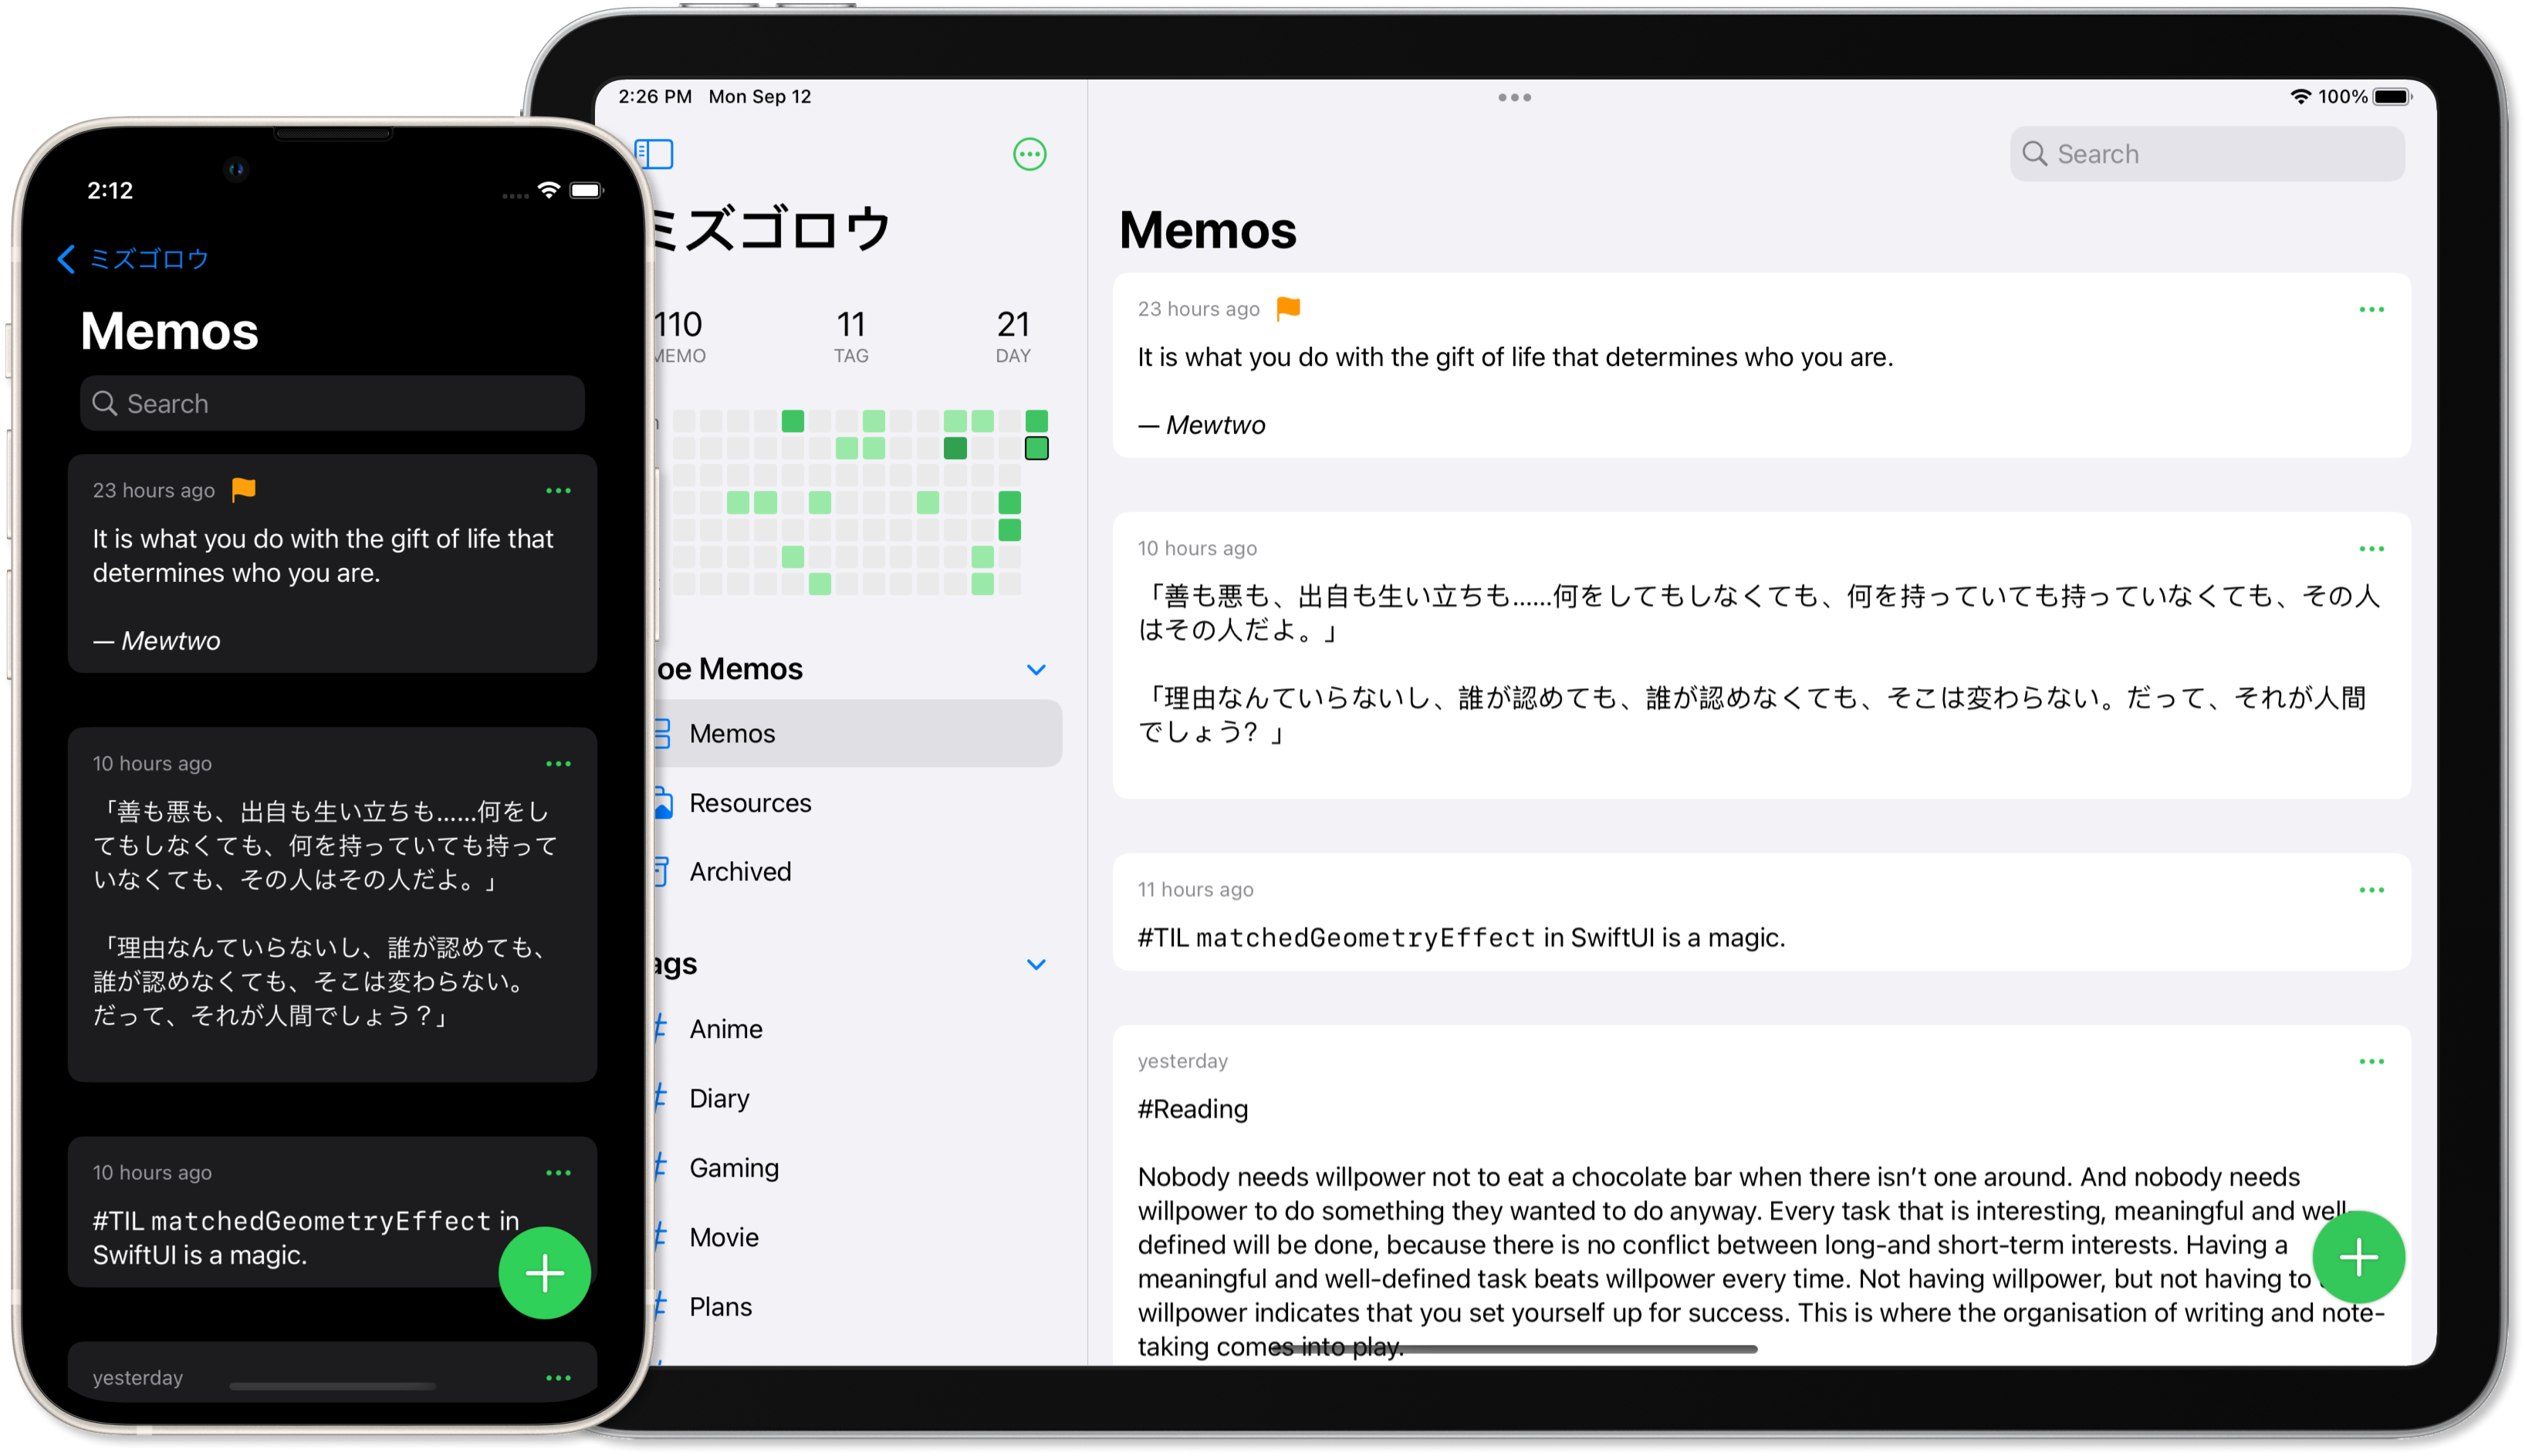 2:12
ミズゴロウ
Memos
Search
23 hours ago
It is what you do with the gift of life that
determines who you are.
— Mewtwo
10 hours ago
「善も悪も、出自も生い立ちも……何をし
てもしなくても、何を持っていても持って
いなくても、その人はその人だよ。」
「理由なんていらないし、誰が認めても、
誰が認めなくても、そこは変わらない。
だって、それが人間でしょう？」
10 hours ago
#TIL matchedGeometryEffect in
SwiftUI is a magic.
yesterday
2:26 PM Mon Sep 12
ミズゴロウ
110 11 21
MEMO TAG DAY
oe Memos
Memos
Resources
Archived
ags
# Anime
# Diary
# Gaming
# Movie
# Plans
100%
Search
Memos
23 hours ago
It is what you do with the gift of life that determines who you are.
— Mewtwo
10 hours ago
「善も悪も、出自も生い立ちも……何をしてもしなくても、何を持っていても持っていなくても、その人
はその人だよ。」
「理由なんていらないし、誰が認めても、誰が認めなくても、そこは変わらない。だって、それが人間
でしょう？」
11 hours ago
#TIL matchedGeometryEffect in SwiftUI is a magic.
yesterday
#Reading
Nobody needs willpower not to eat a chocolate bar when there isn’t one around. And nobody needs
willpower to do something they wanted to do anyway. Every task that is interesting, meaningful and well
defined will be done, because there is no conflict between long-and short-term interests. Having a
meaningful and well-defined task beats willpower every time. Not having willpower, but not having to
willpower indicates that you set yourself up for success. This is where the organisation of writing and note-
taking comes into play.